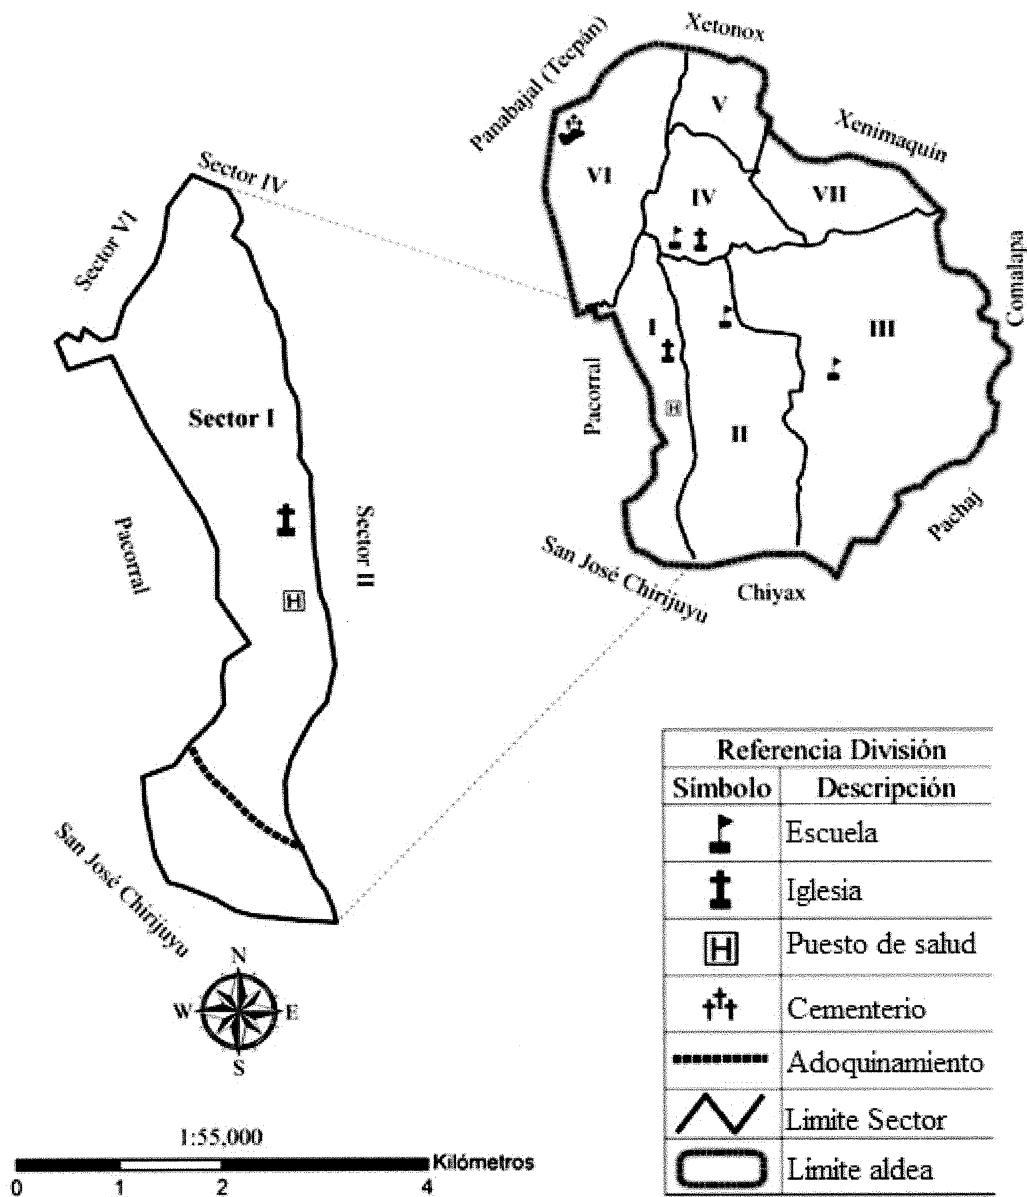 Xetonox
Panabajal (Tecpán)
V
Xenimaquín
VI
IV
VII
Comalapa
I
III
H
II
Pacorral
Pachaj
San José Chirijuyu
Chiyax
Sector IV
Sector VI
Sector I
Pacorral
Sector II
H
San José Chirijuyu
N
W E
S
1:55,000
Kilómetros
0 1 2 4
Referencia División
Símbolo Descripción
Escuela
Iglesia
H Puesto de salud
Cementerio
Adoquinamiento
Limite Sector
Limite aldea